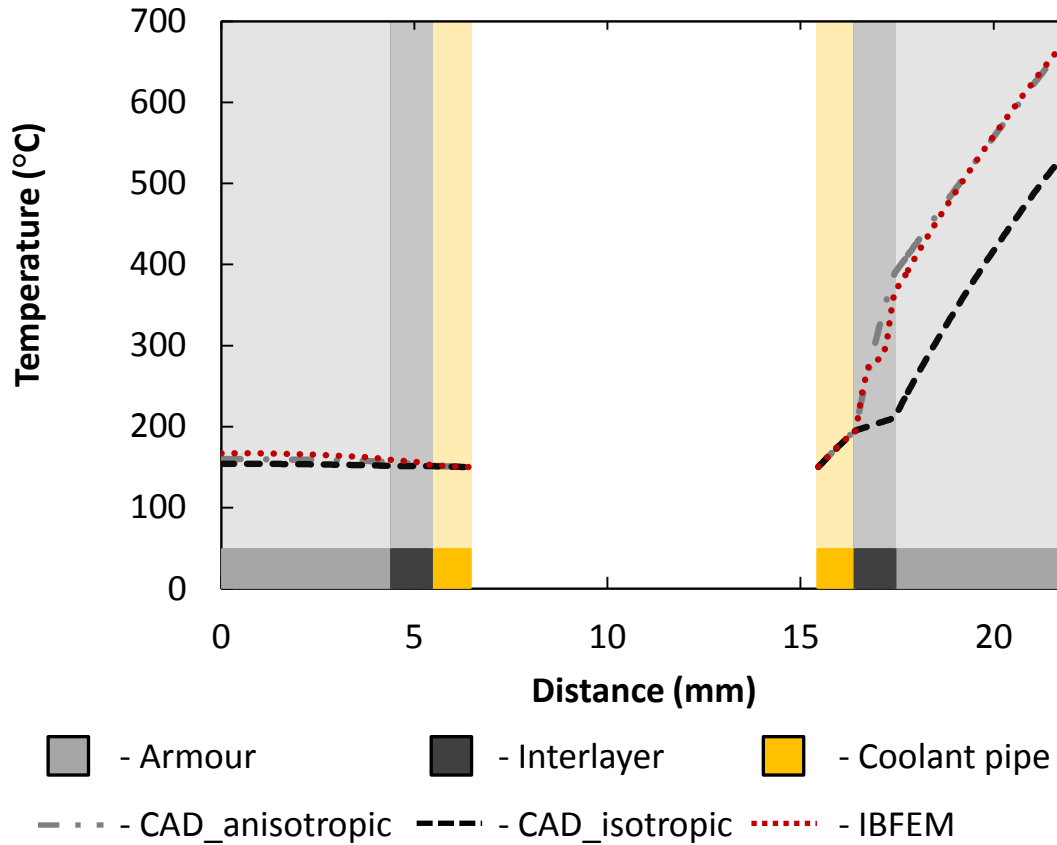 700
600
500
400
300
200
100
0
Temperature (°C)
0 5 10 15 20
Distance (mm)
- Armour - Interlayer - Coolant pipe
- CAD_anisotropic - CAD_isotropic - IBFEM